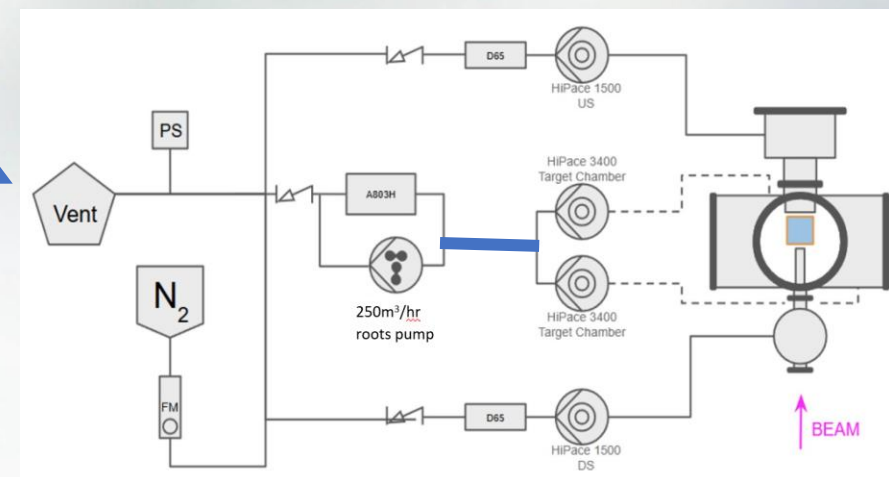 D65
HiPace 1500
US
PS
HiPace 3400
Target Chamber
A803H
Vent
N2
250m³/hr
roots pump
HiPace 3400
Target Chamber
FM
D65
BEAM
HiPace 1500
DS